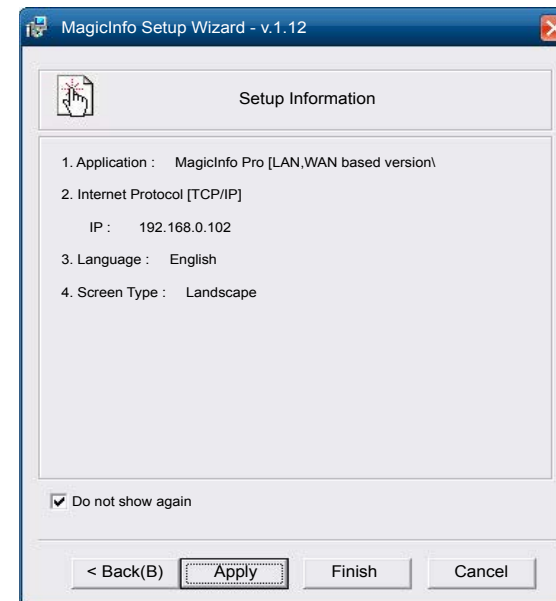 MagicInfo Setup Wizard - v.1.12
Setup Information
1. Application : MagicInfo Pro [LAN,WAN based version\
2. Internet Protocol [TCP/IP]
IP : 192.168.0.102
3. Language : English
4. Screen Type : Landscape
Do not show again
< Back(B) Apply Finish Cancel